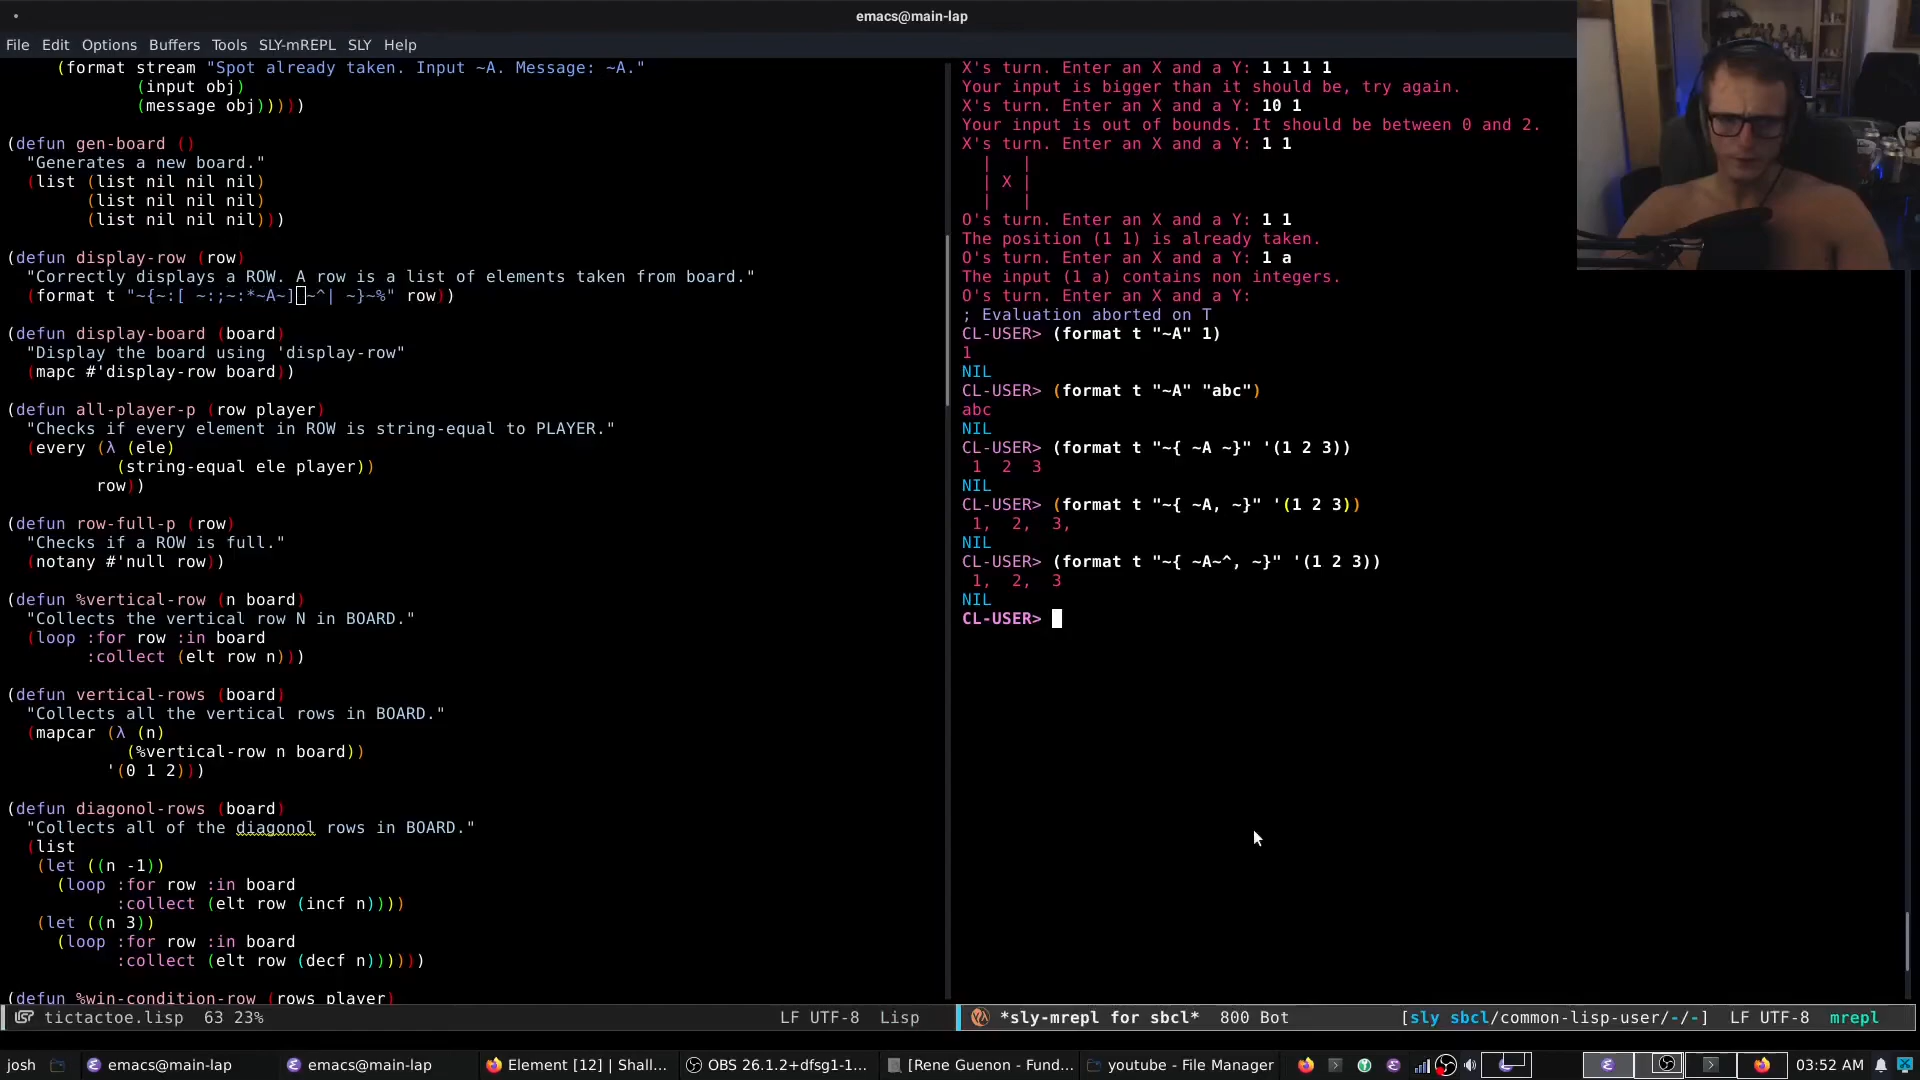 emacs@main-lap
File Edit Options Buffers Tools SLY-mREPL SLY Help
(format stream "Spot already taken. Input ~A. Message: ~A."
(input obj)
(message obj)))))
(defun gen-board ()
"Generates a new board."
(list (list nil nil nil)
(list nil nil nil)
(list nil nil nil)))
(defun display-row (row)
"Correctly displays a ROW. A row is a list of elements taken from board."
(format t "~{~:[ ~:;~:*~A~]~^| ~}~%" row))
(defun display-board (board)
"Display the board using 'display-row"
(mapc #'display-row board))
(defun all-player-p (row player)
"Checks if every element in ROW is string-equal to PLAYER."
(every (λ (ele)
(string-equal ele player))
row))
(defun row-full-p (row)
"Checks if a ROW is full."
(notany #'null row))
(defun %vertical-row (n board)
"Collects the vertical row N in BOARD."
(loop :for row :in board
:collect (elt row n)))
(defun vertical-rows (board)
"Collects all the vertical rows in BOARD."
(mapcar (λ (n)
(%vertical-row n board))
'(0 1 2)))
(defun diagonol-rows (board)
"Collects all of the diagonol rows in BOARD."
(list
(let ((n -1))
(loop :for row :in board
:collect (elt row (incf n))))
(let ((n 3))
(loop :for row :in board
:collect (elt row (decf n))))))
(defun %win-condition-row (rows player)
tictactoe.lisp 63 23% LF UTF-8 Lisp
X's turn. Enter an X and a Y: 1 1 1 1
Your input is bigger than it should be, try again.
X's turn. Enter an X and a Y: 10 1
Your input is out of bounds. It should be between 0 and 2.
X's turn. Enter an X and a Y: 1 1
| |
| X |
| |
O's turn. Enter an X and a Y: 1 1
The position (1 1) is already taken.
O's turn. Enter an X and a Y: 1 a
The input (1 a) contains non integers.
O's turn. Enter an X and a Y:
; Evaluation aborted on T
CL-USER> (format t "~A" 1)
1
NIL
CL-USER> (format t "~A" "abc")
abc
NIL
CL-USER> (format t "~{ ~A ~}" '(1 2 3))
1 2 3
NIL
CL-USER> (format t "~{ ~A, ~}" '(1 2 3))
1, 2, 3,
NIL
CL-USER> (format t "~{ ~A~^, ~}" '(1 2 3))
1, 2, 3
NIL
CL-USER>
*sly-mrepl for sbcl* 800 Bot [sly sbcl/common-lisp-user/-/-] LF UTF-8 mrepl
josh emacs@main-lap emacs@main-lap Element [12] | Shall... OBS 26.1.2+dfsg1-1... [Rene Guenon - Fund... youtube - File Manager 03:52 AM